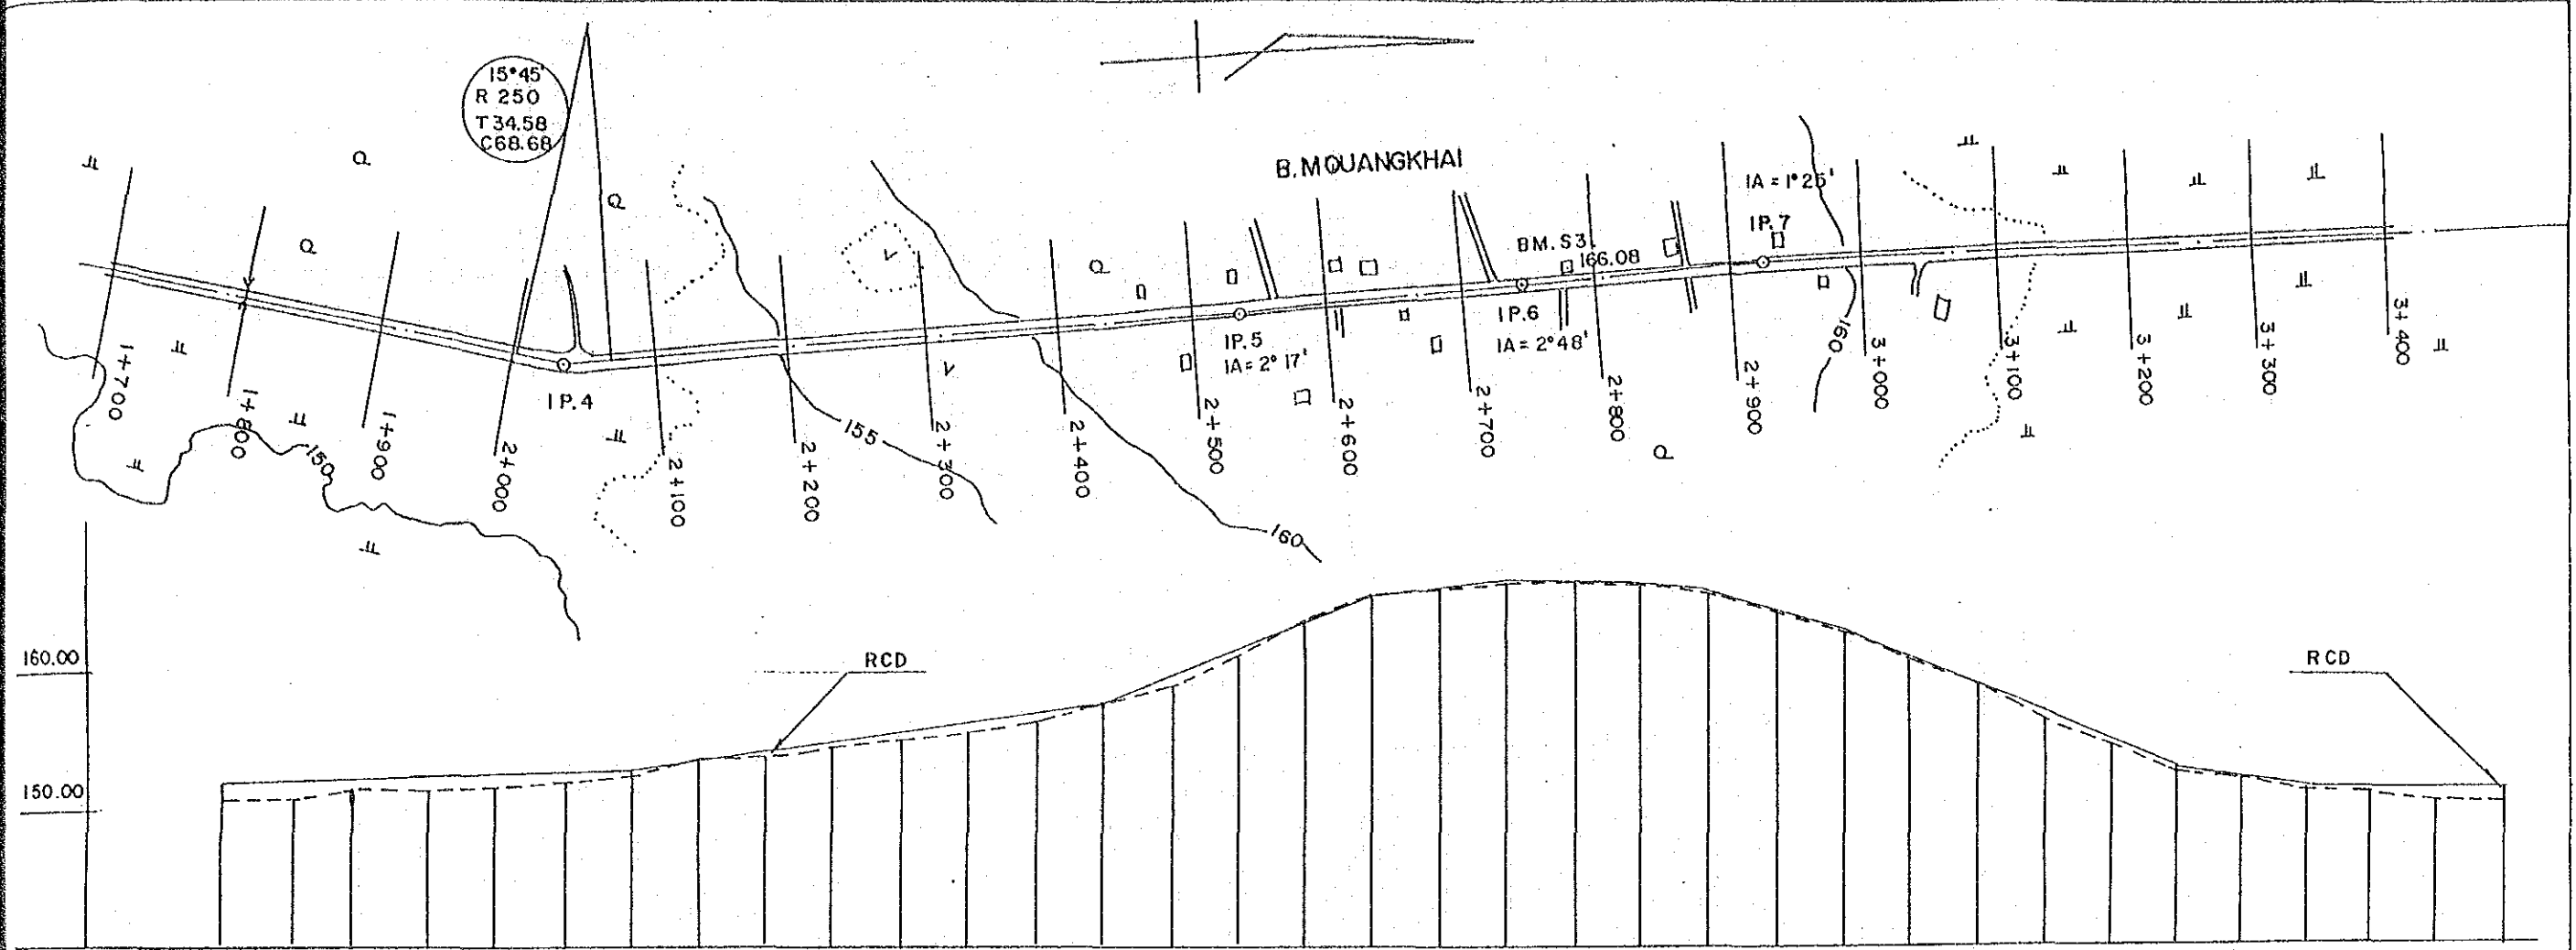 15°45'
R 250
T 34.58
C68.68
B. MOUANGKHAI
IA = 1°25'
IP. 7
BM. S3.
166.08
IP. 4
IP. 5
IA = 2° 17'
IP. 6
IA = 2° 48'
1+700
1+800
1+900
2+000
2+100
2+200
2+300
2+400
2+500
2+600
2+700
2+800
2+900
3+000
3+100
3+200
3+300
3+400
150
155
160
160
160.00
150.00
RCD
RCD